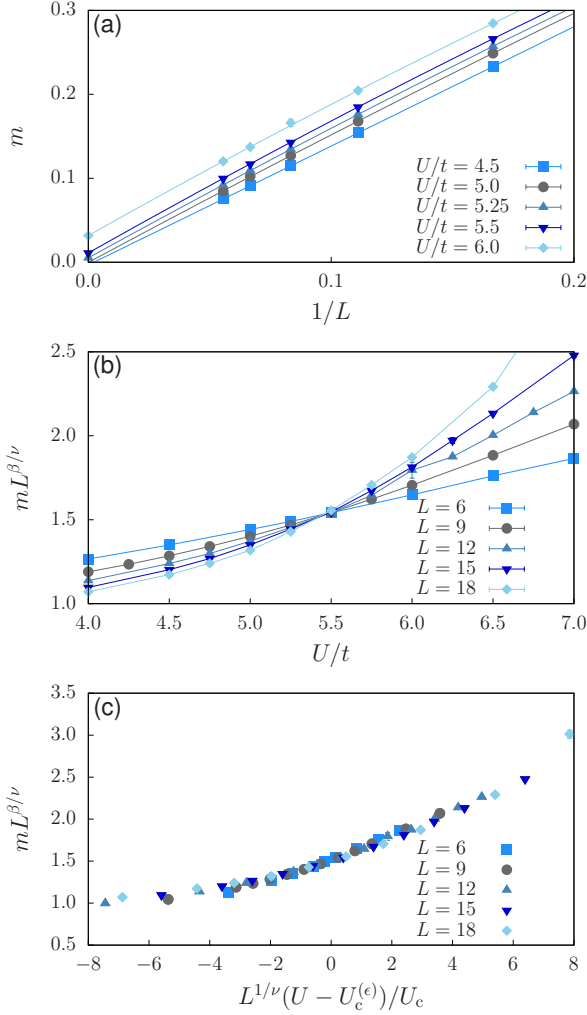 (a)
m
0.3
0.2
0.1
0.0
U/t = 4.5
U/t = 5.0
U/t = 5.25
U/t = 5.5
U/t = 6.0
0.0 0.1 0.2
1/L
(b)
mL^{β/ν}
2.5
2.0
1.5
1.0
L = 6
L = 9
L = 12
L = 15
L = 18
4.0 4.5 5.0 5.5 6.0 6.5 7.0
U/t
(c)
mL^{β/ν}
3.5
3.0
2.5
2.0
1.5
1.0
0.5
L = 6
L = 9
L = 12
L = 15
L = 18
−8 −6 −4 −2 0 2 4 6 8
L^{1/ν}(U − U_c^{(ϵ)})/U_c